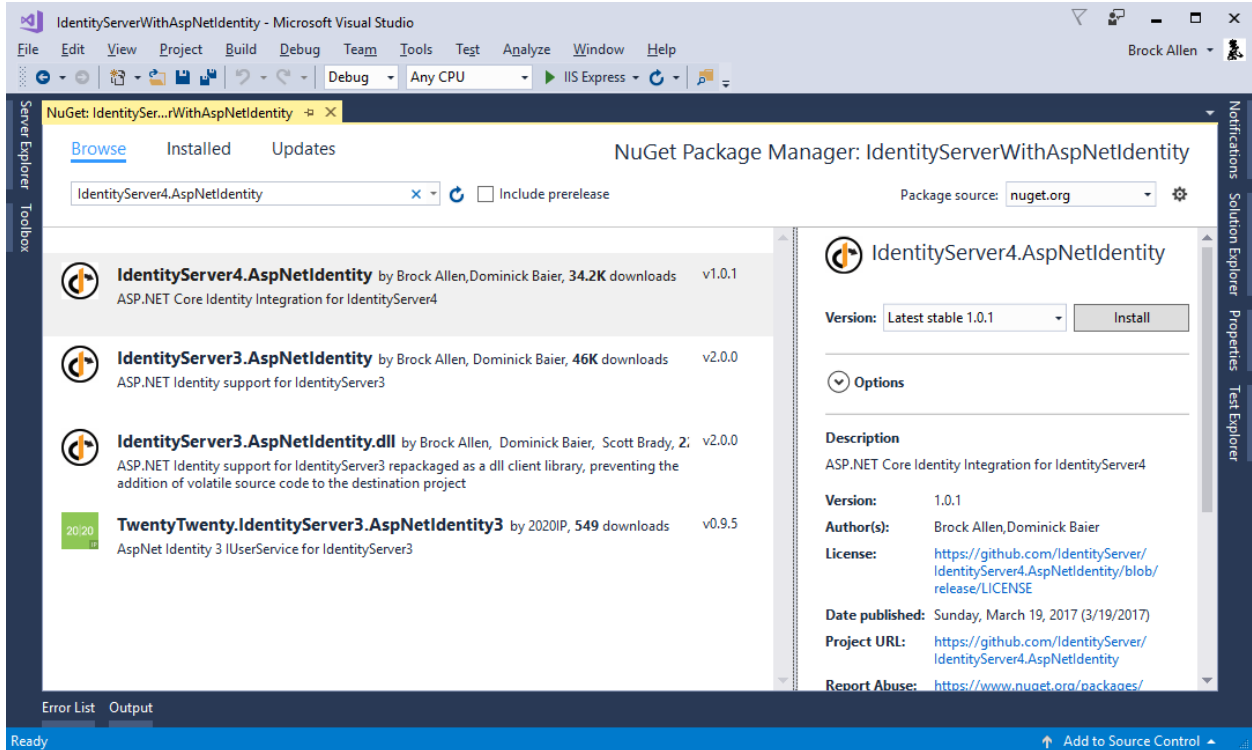 IdentityServerWithAspNetIdentity - Microsoft Visual Studio
File Edit View Project Build Debug Team Tools Test Analyze Window Help
Brock Allen
Debug Any CPU IIS Express
Server Explorer
Toolbox
NuGet: IdentitySer...rWithAspNetIdentity
Browse Installed Updates
NuGet Package Manager: IdentityServerWithAspNetIdentity
IdentityServer4.AspNetIdentity
Include prerelease
Package source: nuget.org
IdentityServer4.AspNetIdentity by Brock Allen,Dominick Baier, 34.2K downloads v1.0.1
ASP.NET Core Identity Integration for IdentityServer4
IdentityServer3.AspNetIdentity by Brock Allen, Dominick Baier, 46K downloads v2.0.0
ASP.NET Identity support for IdentityServer3
IdentityServer3.AspNetIdentity.dll by Brock Allen, Dominick Baier, Scott Brady, v2.0.0
ASP.NET Identity support for IdentityServer3 repackaged as a dll client library, preventing the
addition of volatile source code to the destination project
20|20
IP
TwentyTwenty.IdentityServer3.AspNetIdentity3 by 2020IP, 549 downloads v0.9.5
AspNet Identity 3 IUserService for IdentityServer3
IdentityServer4.AspNetIdentity
Version: Latest stable 1.0.1 Install
Options
Description
ASP.NET Core Identity Integration for IdentityServer4
Version: 1.0.1
Author(s): Brock Allen,Dominick Baier
License: https://github.com/IdentityServer/
IdentityServer4.AspNetIdentity/blob/
release/LICENSE
Date published: Sunday, March 19, 2017 (3/19/2017)
Project URL: https://github.com/IdentityServer/
IdentityServer4.AspNetIdentity
Report Abuse: https://www.nuget.org/packages/
Notifications
Solution Explorer
Properties
Test Explorer
Error List Output
Ready
Add to Source Control